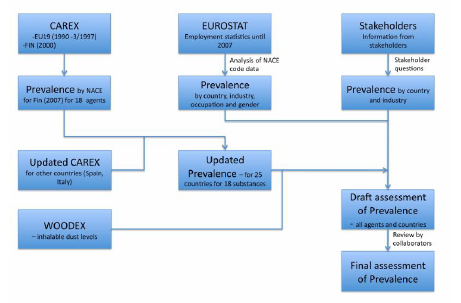 CAREX
-EU19 (1990 -3/1997)
-FIN (2000)
EUROSTAT
Employment statistics until
2007
Stakeholders
Information from
stakeholders
Analysis of NACE
code data
Stakeholder
questions
Prevalence by NACE
for Fin (2007) for 18 agents
Prevalence
by country, industry,
occupation and gender
Prevalence by country
and industry
Updated CAREX
for other countries (Spain,
Italy)
Updated
Prevalence – for 25
countries for 18 substances
WOODEX
– inhalable dust levels
Draft assessment
of Prevalence
- all agents and countries
Review by
collaborators
Final assessment
of Prevalence